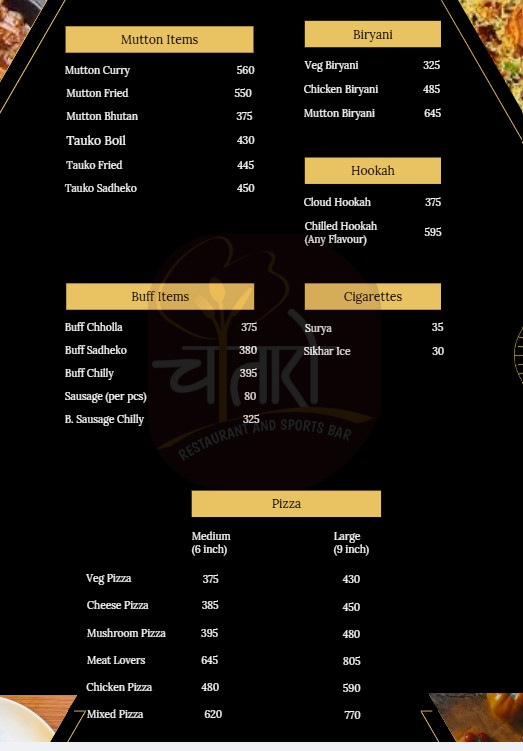 Mutton Items
Mutton Curry 560
Mutton Fried 550
Mutton Bhutan 375
Tauko Boil 430
Tauko Fried 445
Tauko Sadheko 450
Biryani
Veg Biryani 325
Chicken Biryani 485
Mutton Biryani 645
Hookah
Cloud Hookah 375
Chilled Hookah
(Any Flavour) 595
Buff Items
Buff Chholla 375
Buff Sadheko 380
Buff Chilly 395
Sausage (per pcs) 80
B. Sausage Chilly 325
Cigarettes
Surya 35
Sikhar Ice 30
RESTAURANT AND SPORTS BAR
Pizza
Medium Large
(6 inch) (9 inch)
Veg Pizza 375 430
Cheese Pizza 385 450
Mushroom Pizza 395 480
Meat Lovers 645 805
Chicken Pizza 480 590
Mixed Pizza 620 770